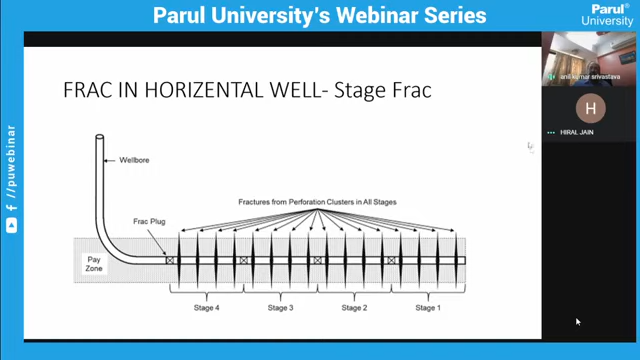 Parul University's Webinar Series
Parul®
University
FRAC IN HORIZENTAL WELL- Stage Frac
anil kumar srivastava
H
HIRAL JAIN
Wellbore
Fractures from Perforation Clusters in All Stages
Frac Plug
Pay
Zone
Stage 4
Stage 3
Stage 2
Stage 1
/puwebinar